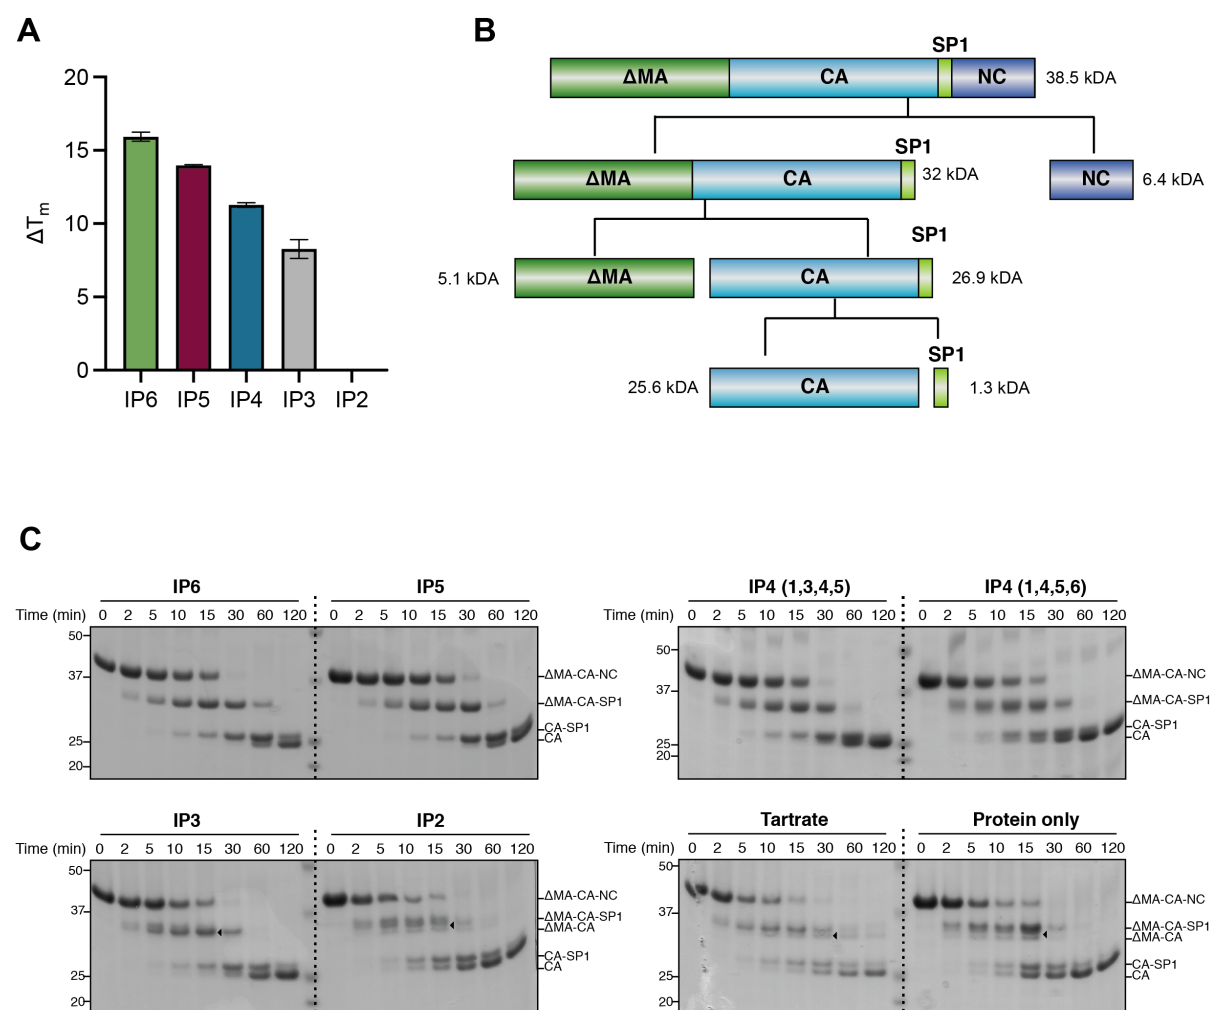 A
20
15
10
5
0
ΔTm
IP6 IP5 IP4 IP3 IP2
B
SP1
ΔMA CA NC 38.5 kDA
SP1
ΔMA CA 32 kDA NC 6.4 kDA
SP1
5.1 kDA ΔMA CA 26.9 kDA
SP1
25.6 kDA CA 1.3 kDA
C
IP6 IP5
Time (min) 0 2 5 10 15 30 60 120 0 2 5 10 15 30 60 120
50
37
25
20
ΔMA-CA-NC
ΔMA-CA-SP1
CA-SP1
CA
IP4 (1,3,4,5) IP4 (1,4,5,6)
Time (min) 0 2 5 10 15 30 60 120 0 2 5 10 15 30 60 120
50
37
25
20
ΔMA-CA-NC
ΔMA-CA-SP1
CA-SP1
CA
IP3 IP2
Time (min) 0 2 5 10 15 30 60 120 0 2 5 10 15 30 60 120
50
37
25
20
ΔMA-CA-NC
ΔMA-CA-SP1
ΔMA-CA
CA-SP1
CA
Tartrate Protein only
Time (min) 0 2 5 10 15 30 60 120 0 2 5 10 15 30 60 120
50
37
25
20
ΔMA-CA-NC
ΔMA-CA-SP1
ΔMA-CA
CA-SP1
CA